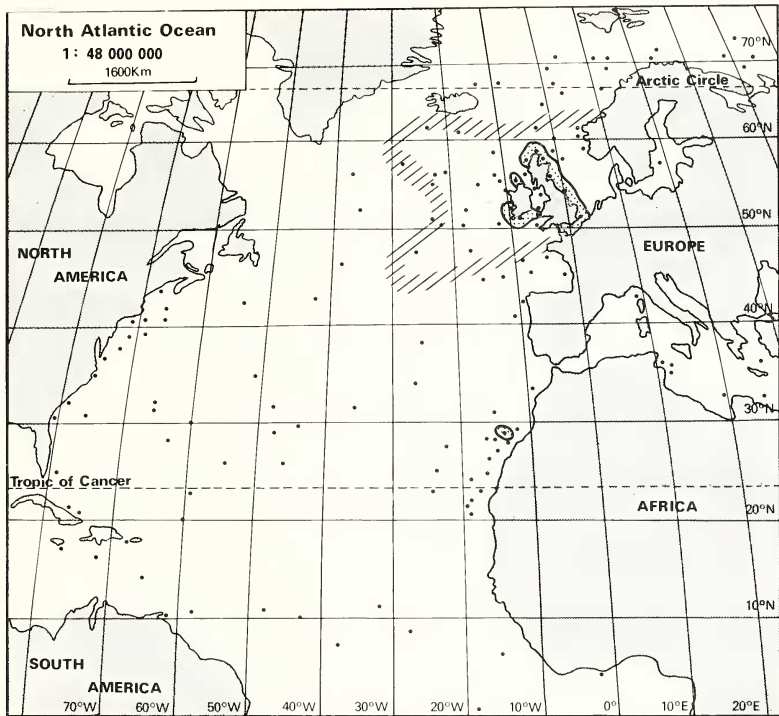 North Atlantic Ocean
1: 48 000 000
1600Km
70°N
Arctic Circle
60°N
50°N
NORTH
AMERICA
EUROPE
40°N
30°N
Tropic of Cancer
AFRICA
20°N
10°N
SOUTH
AMERICA
70°W 60°W 50°W 40°W 30°W 20°W 10°W 0° 10°E 20°E